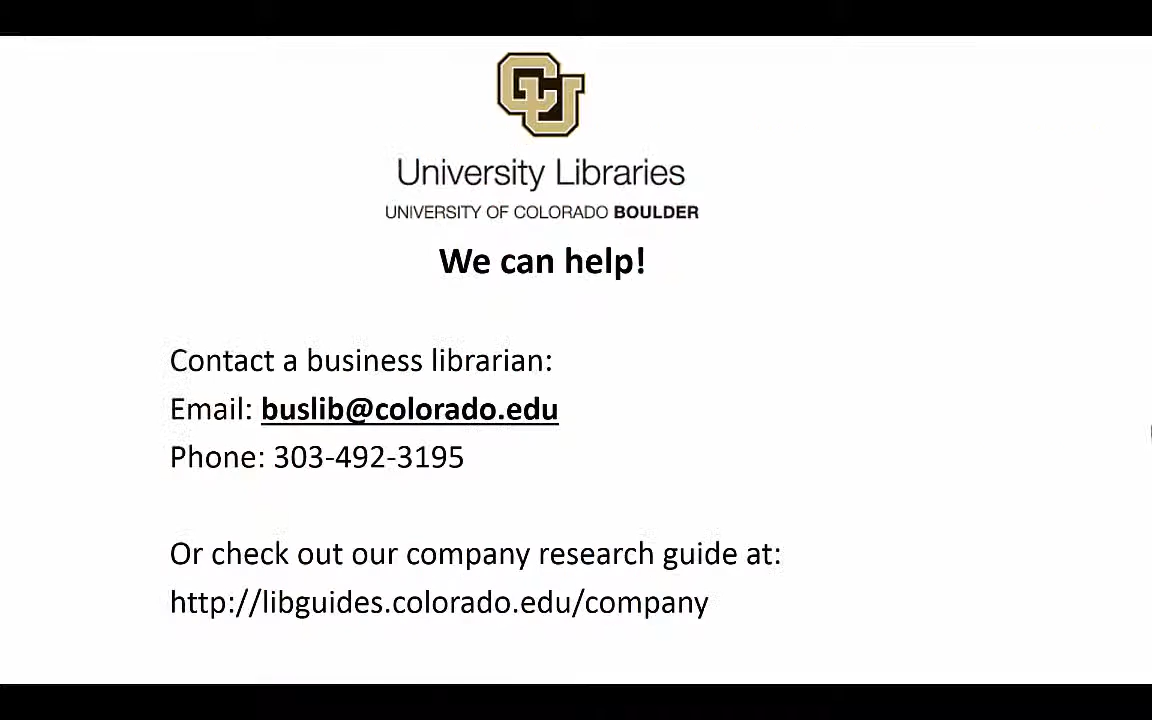 CU
University Libraries
UNIVERSITY OF COLORADO BOULDER
We can help!
Contact a business librarian:
Email: buslib@colorado.edu
Phone: 303-492-3195
Or check out our company research guide at:
http://libguides.colorado.edu/company